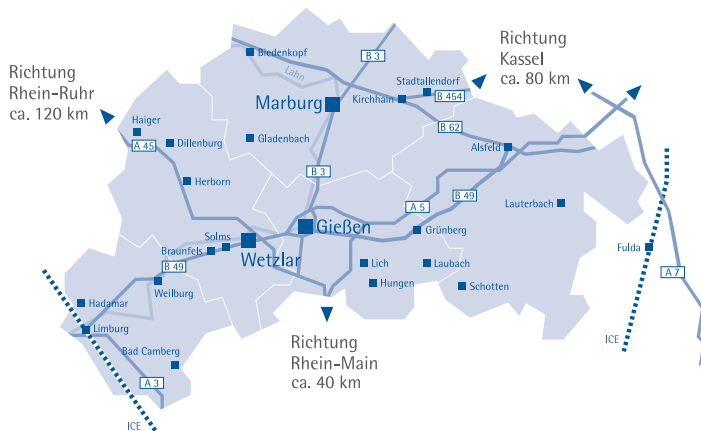 Biedenkopf
B 3
Richtung
Kassel
ca. 80 km
Lahn
Stadtallendorf
Richtung
Rhein-Ruhr
ca. 120 km
Marburg
Kirchhain
B 454
Haiger
B 62
Dillenburg
Gladenbach
A 45
Alsfeld
B 3
Herborn
B 49
A 5
Lauterbach
Gießen
Grünberg
Solms
Braunfels
Wetzlar
Fulda
B 49
Lich
Laubach
A 7
Weilburg
Hungen
Schotten
Hadamar
Limburg
Richtung
Rhein-Main
ca. 40 km
ICE
Bad Camberg
A 3
ICE